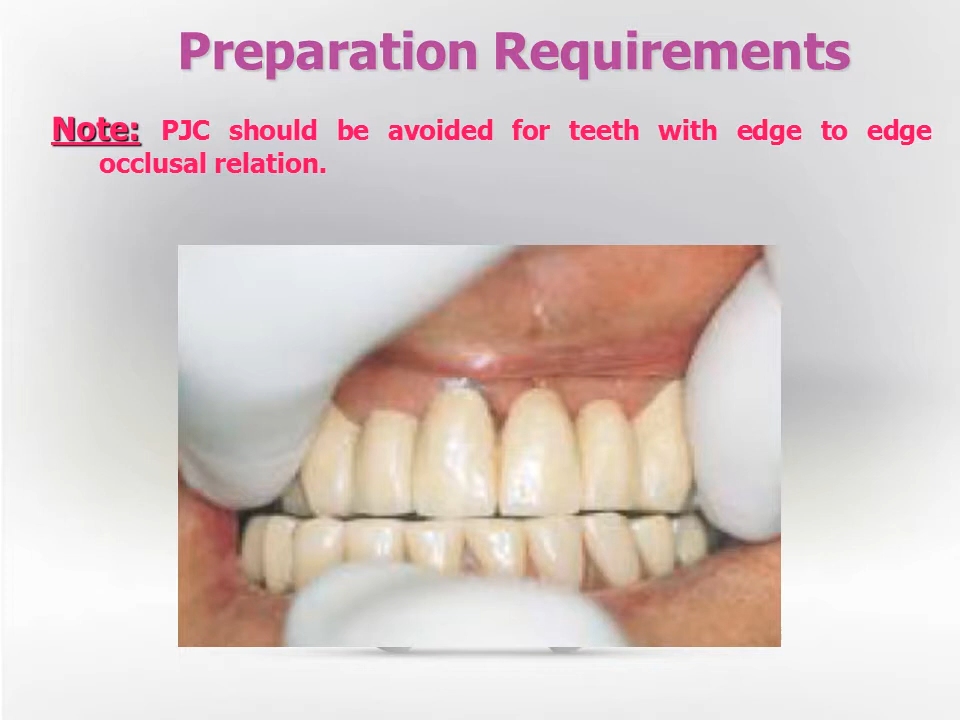 Preparation Requirements
Note: PJC should be avoided for teeth with edge to edge
occlusal relation.